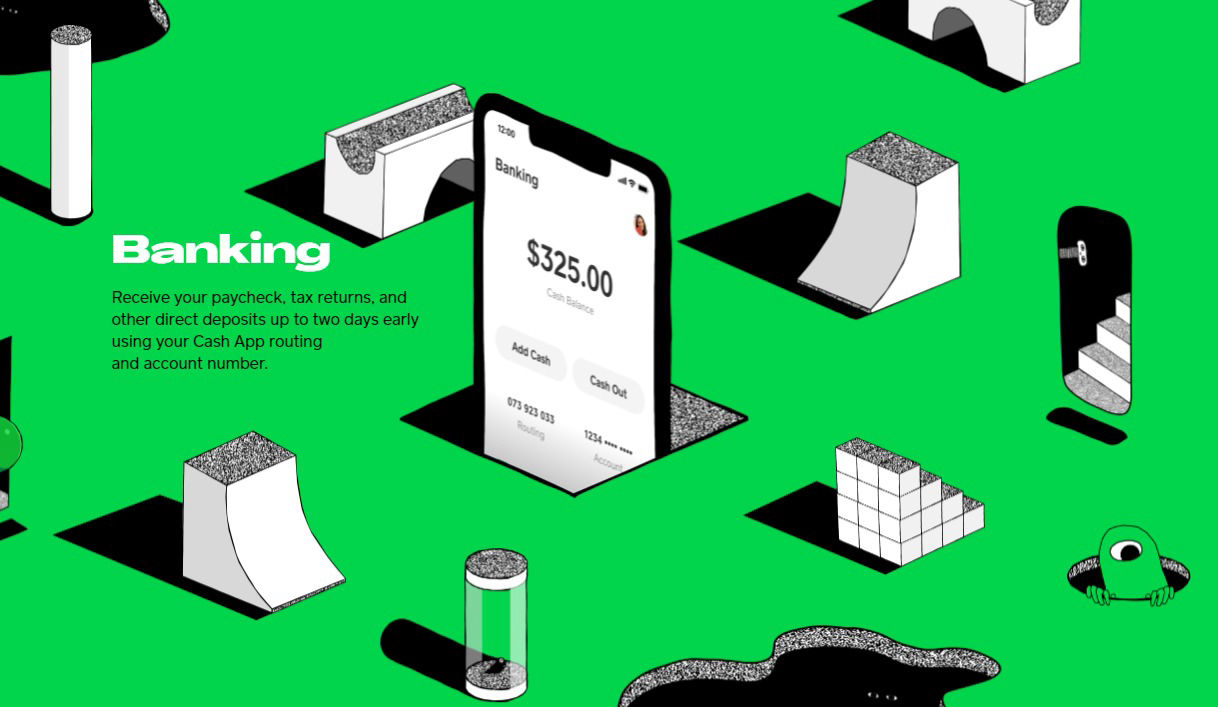 12:00
Banking
$325.00
Cash Balance
Add Cash
Cash Out
073 923 033
Routing
1234 •••• ••••
Account
Banking
Receive your paycheck, tax returns, and
other direct deposits up to two days early
using your Cash App routing
and account number.